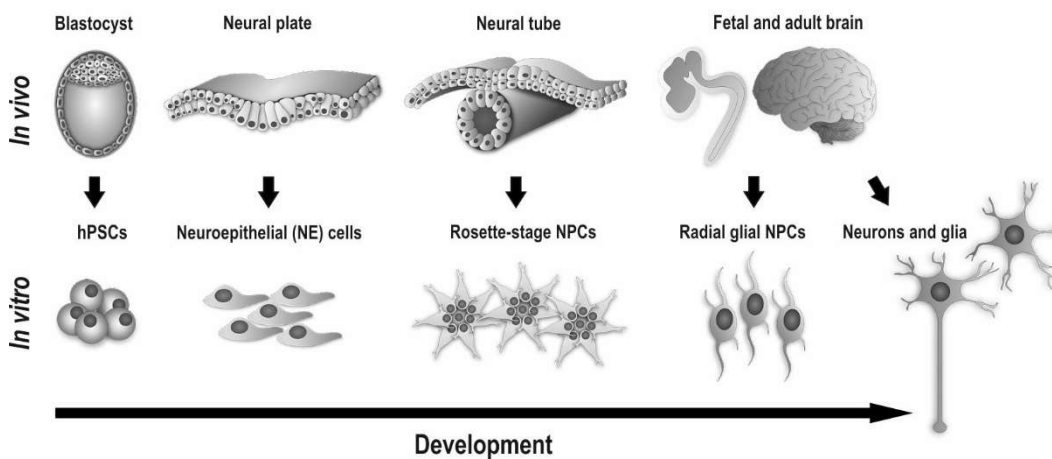 Blastocyst
Neural plate
Neural tube
Fetal and adult brain
In vivo
hPSCs
Neuroepithelial (NE) cells
Rosette-stage NPCs
Radial glial NPCs
Neurons and glia
In vitro
Development